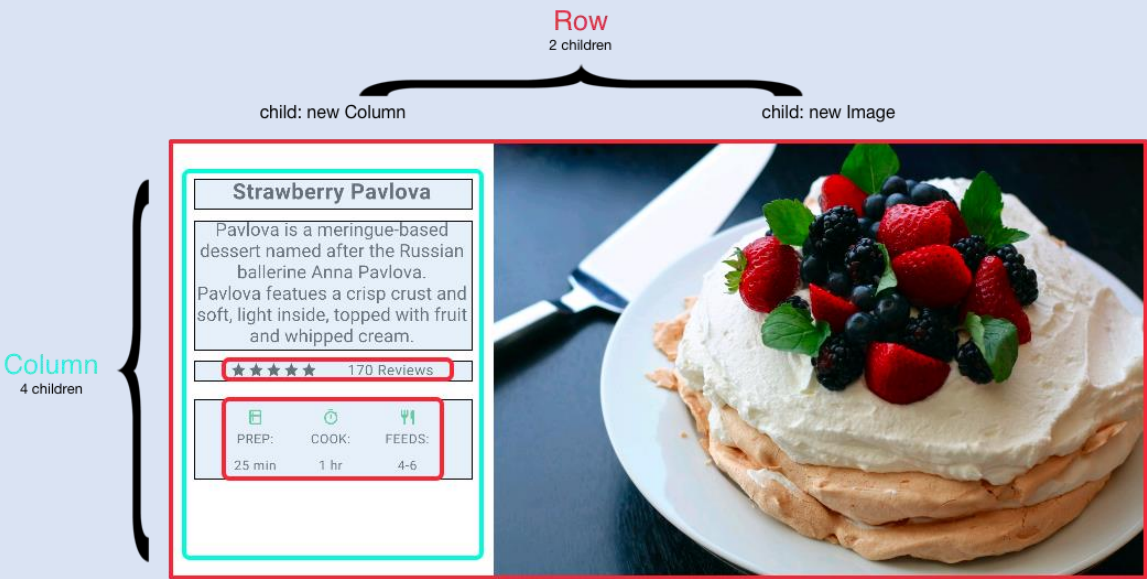 Row
2 children
child: new Column
child: new Image
Column
4 children
Strawberry Pavlova
Pavlova is a meringue-based
dessert named after the Russian
ballerine Anna Pavlova.
Pavlova featues a crisp crust and
soft, light inside, topped with fruit
and whipped cream.
170 Reviews
PREP: COOK: FEEDS:
25 min 1 hr 4-6